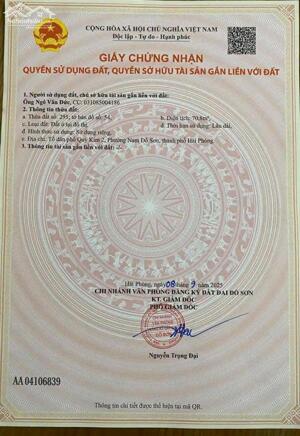 CỘNG HÒA XÃ HỘI CHỦ NGHĨA VIỆT NAM
Độc lập - Tự do - Hạnh phúc
GIẤY CHỨNG NHẬN
QUYỀN SỬ DỤNG ĐẤT, QUYỀN SỞ HỮU TÀI SẢN GẮN LIỀN VỚI ĐẤT
1. Người sử dụng đất, chủ sở hữu tài sản gắn liền với đất:
Ông Ngô Văn Đức, CC: 031085004186
2. Thông tin thửa đất:
a. Thửa đất số: 295; tờ bản đồ số: 54, b. Diện tích: 70,8m²,
c. Loại đất: Đất ở tại đô thị, d. Thời hạn sử dụng: Lâu dài,
đ. Hình thức sử dụng: Sử dụng riêng,
e. Địa chỉ: Tổ dân phố Quý Kim 2, Phường Nam Đồ Sơn, thành phố Hải Phòng.
3. Thông tin tài sản gắn liền với đất: -/-
Hải Phòng, ngày 08 tháng 9 năm 2025
CHI NHÁNH VĂN PHÒNG ĐĂNG KÝ ĐẤT ĐAI ĐỒ SƠN
KT. GIÁM ĐỐC
PHÓ GIÁM ĐỐC
Nguyễn Trọng Đại
AA 04106839
Thông tin chi tiết được thể hiện tại mã QR.